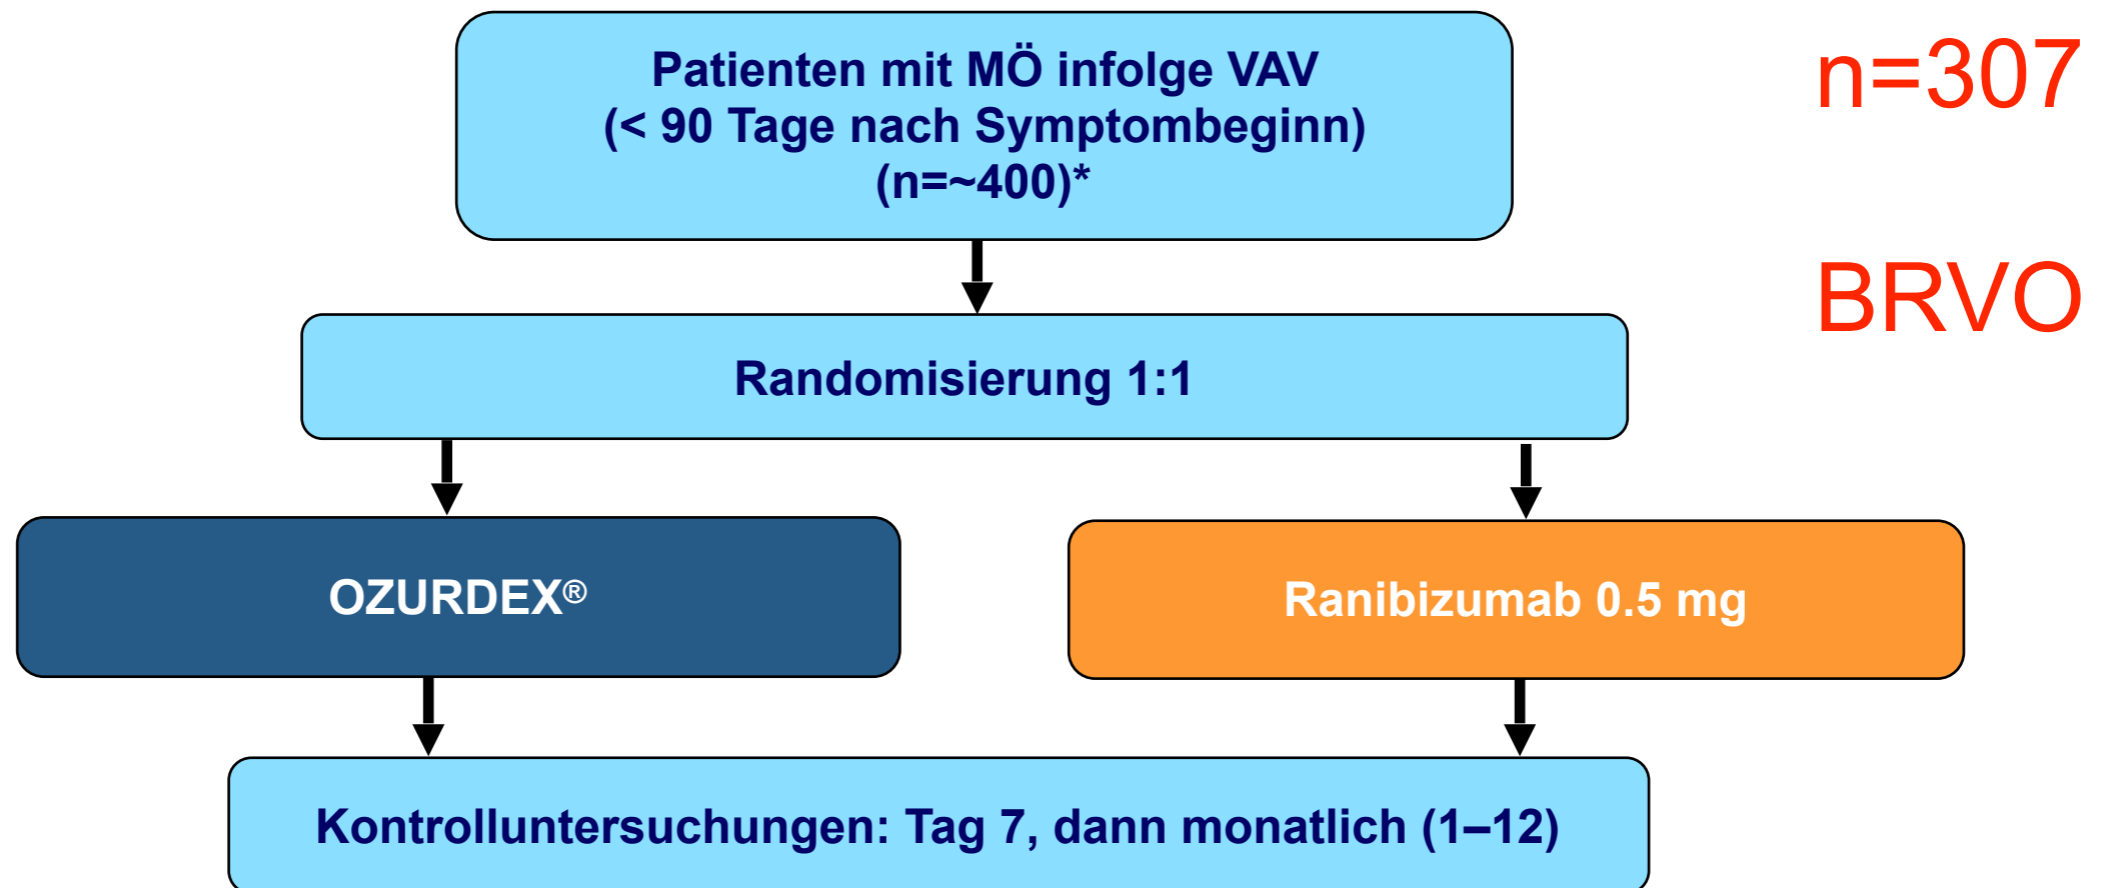 Patienten mit MÖ infolge VAV
(< 90 Tage nach Symptombeginn)
(n=~400)*
n=307
BRVO
Randomisierung 1:1
OZURDEX®
Ranibizumab 0.5 mg
Kontrolluntersuchungen: Tag 7, dann monatlich (1–12)